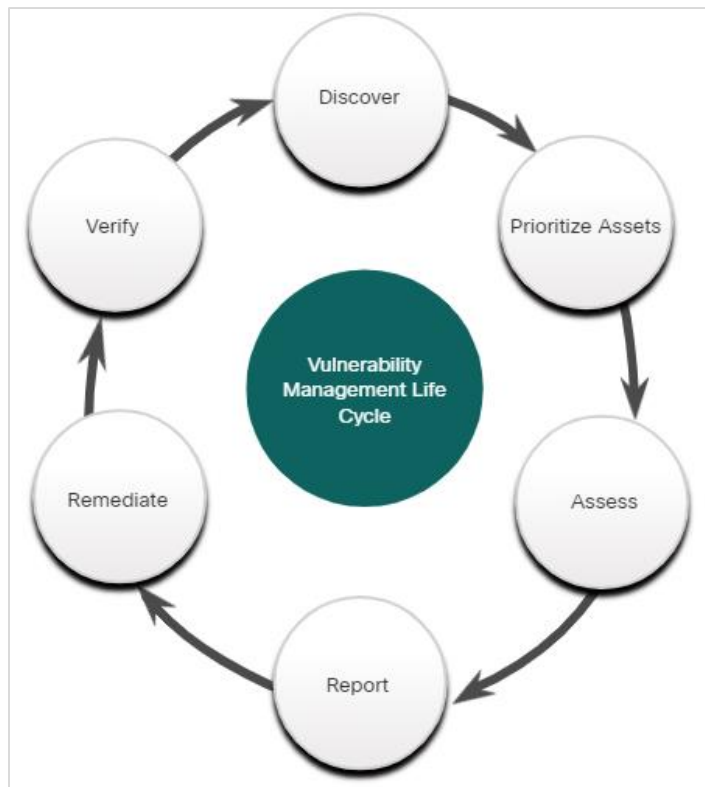 Discover
Prioritize Assets
Assess
Report
Remediate
Verify
Vulnerability
Management Life
Cycle